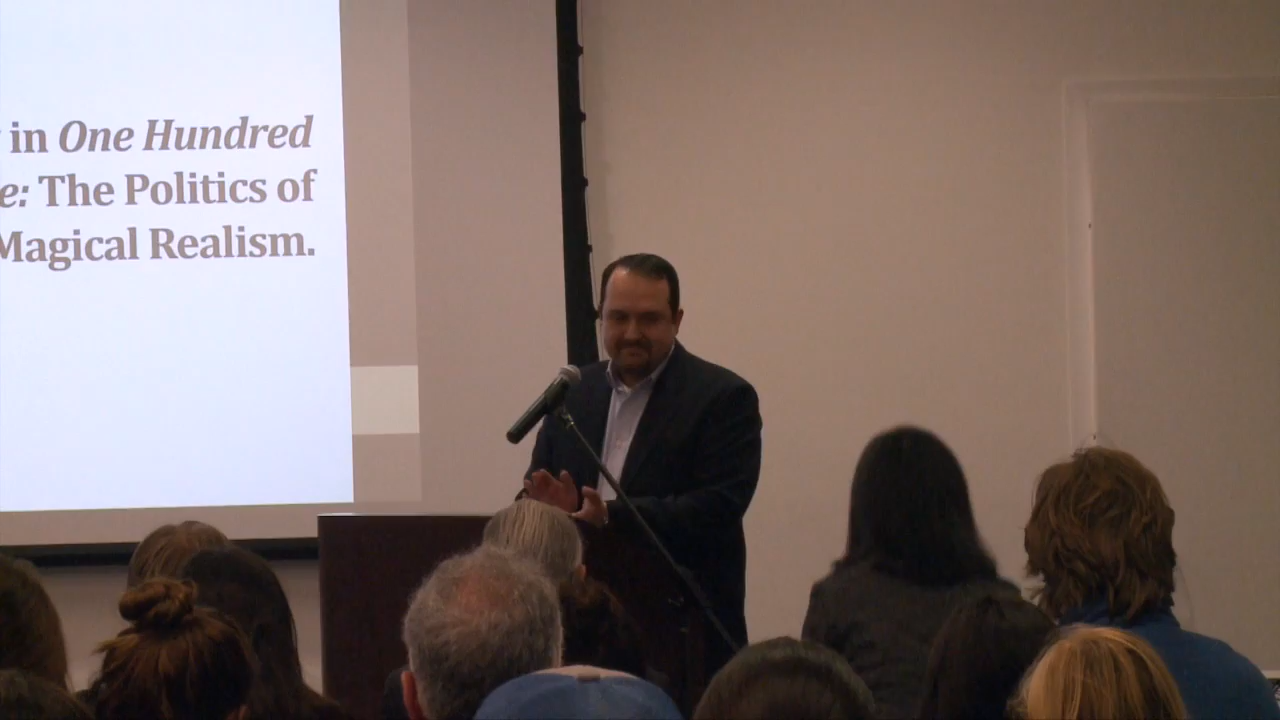 in One Hundred
e: The Politics of
Magical Realism.